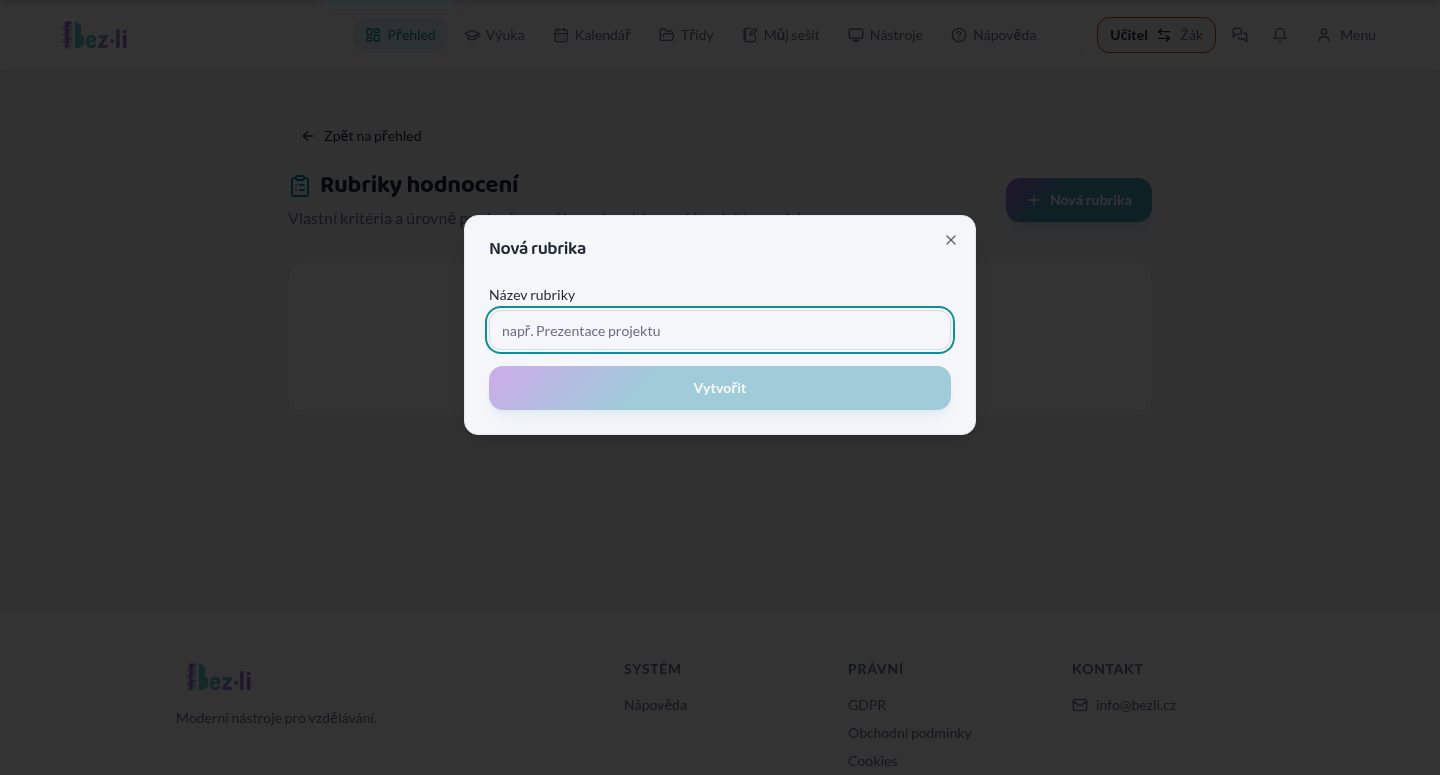 Bez·li
Přehled
Výuka
Kalendář
Třídy
Můj sešit
Nástroje
Nápověda
Učitel
Žák
Menu
Zpět na přehled
Rubriky hodnocení
Vlastní kritéria a úrovně
Nová rubrika
Nová rubrika
Název rubriky
např. Prezentace projektu
Vytvořit
Bez·li
Moderní nástroje pro vzdělávání.
SYSTÉM
Nápověda
PRÁVNÍ
GDPR
Obchodní podmínky
Cookies
KONTAKT
info@bezli.cz